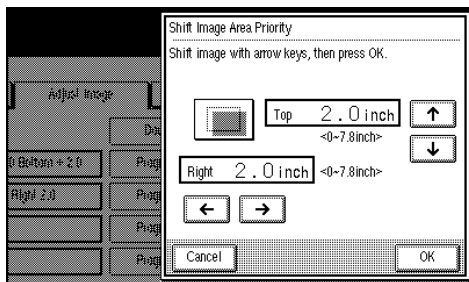 Shift Image Area Priority
Shift image with arrow keys, then press OK.
Adjust Image
Top 2.0 inch
<0~7.8inch>
0 Bottom + 2.0
Right 2.0 inch <0~7.8inch>
Right 2.0
Cancel OK